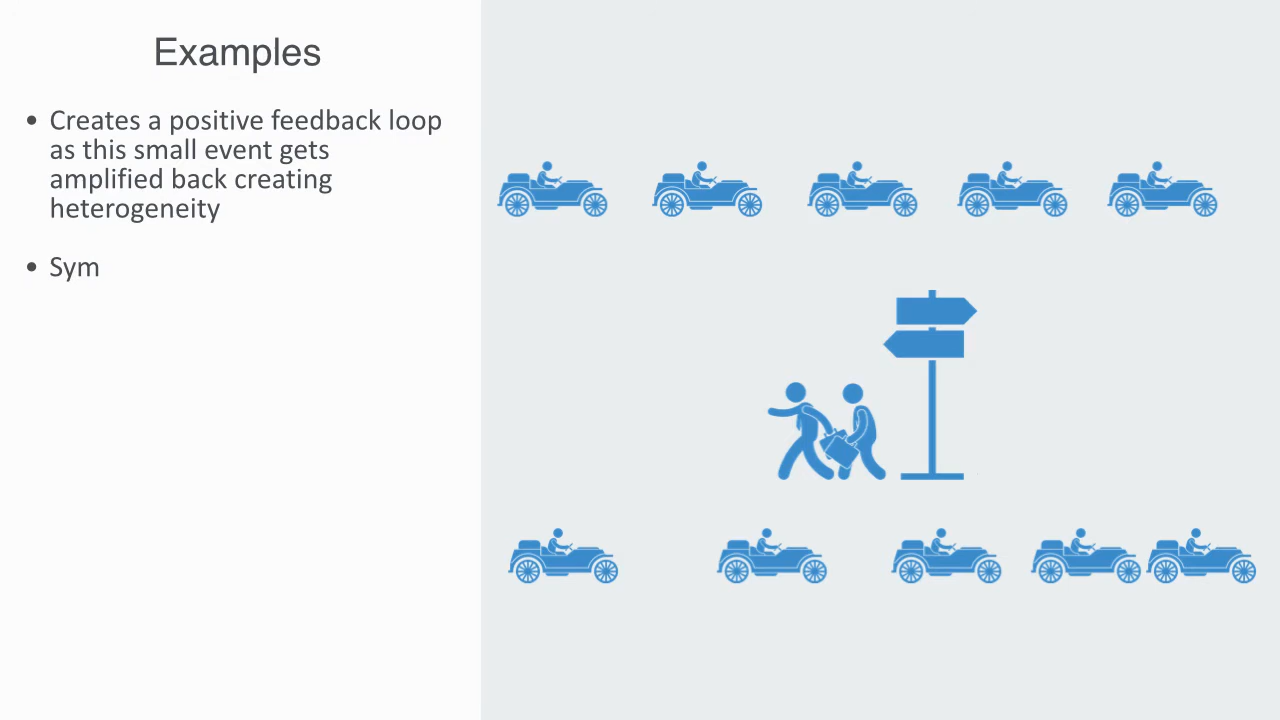 Examples
• Creates a positive feedback loop
as this small event gets
amplified back creating
heterogeneity
• Sym